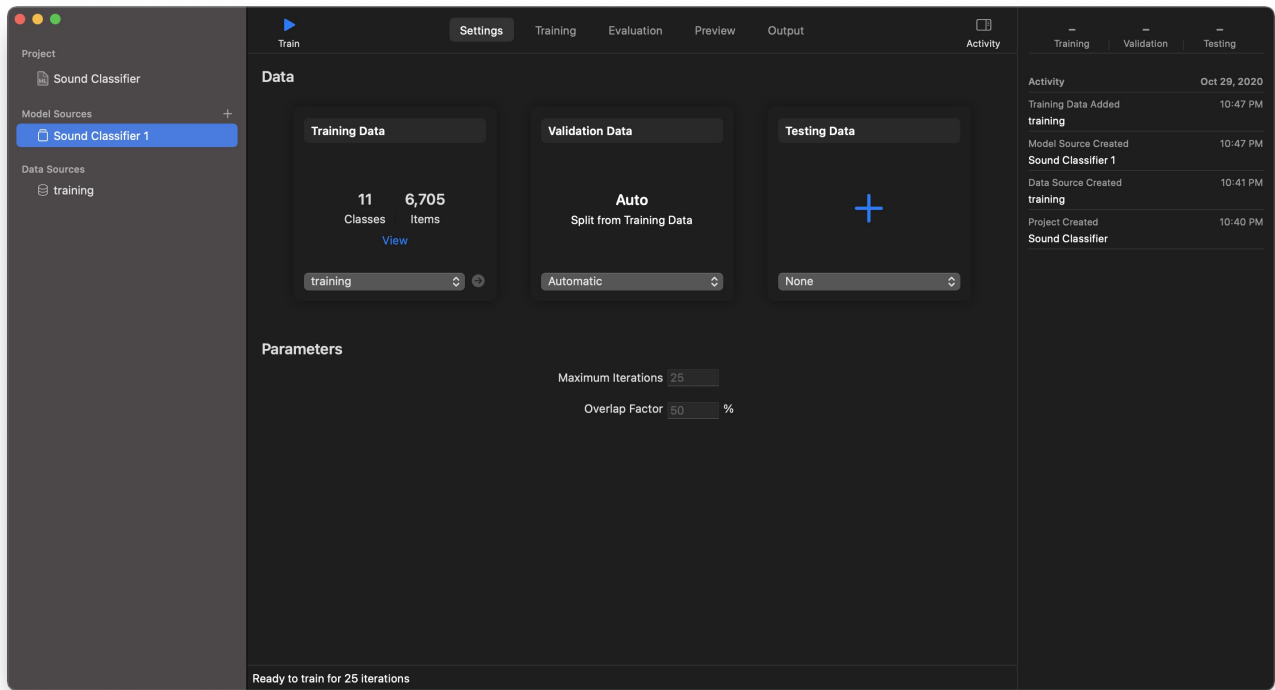 Project
Sound Classifier
Model Sources
Sound Classifier 1
Data Sources
training
Train
Settings Training Evaluation Preview Output
Activity
Data
Training Data
11 6,705
Classes Items
View
training
Validation Data
Auto
Split from Training Data
Automatic
Testing Data
None
Parameters
Maximum Iterations 25
Overlap Factor 50 %
Ready to train for 25 iterations
– – –
Training Validation Testing
Activity Oct 29, 2020
Training Data Added 10:47 PM
training
Model Source Created 10:47 PM
Sound Classifier 1
Data Source Created 10:41 PM
training
Project Created 10:40 PM
Sound Classifier